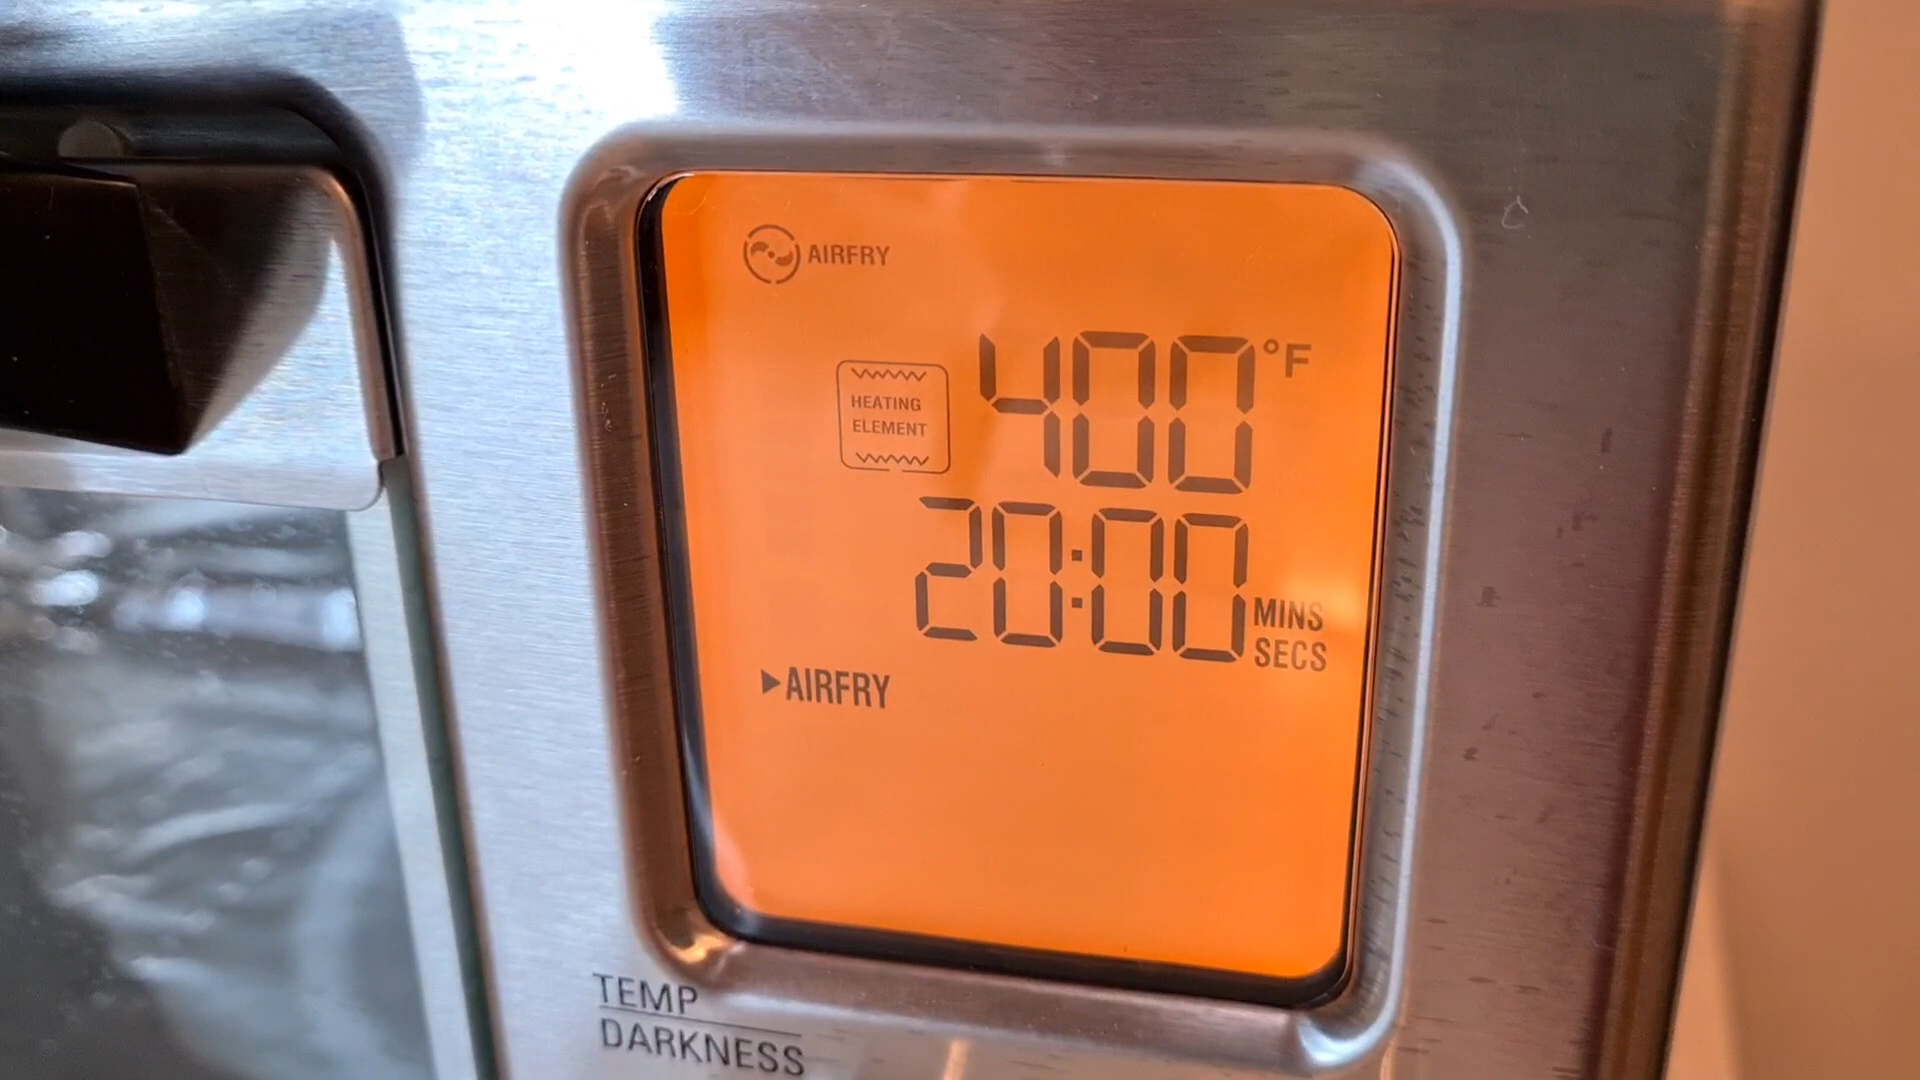 AIRFRY
HEATING
ELEMENT
400°F
20:00 MINS
SECS
▶AIRFRY
TEMP
DARKNESS